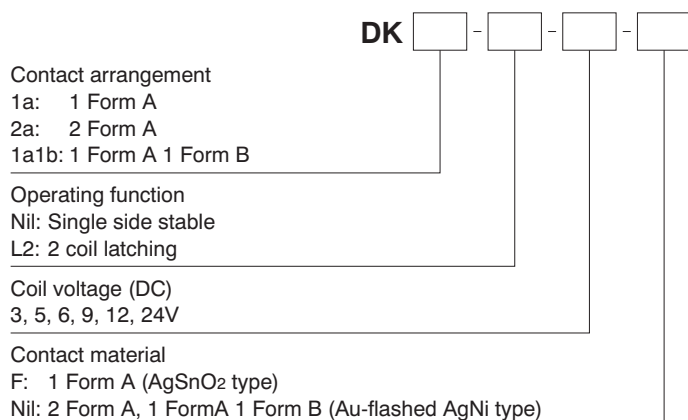 DK - - -
Contact arrangement
1a: 1 Form A
2a: 2 Form A
1a1b: 1 Form A 1 Form B
Operating function
Nil: Single side stable
L2: 2 coil latching
Coil voltage (DC)
3, 5, 6, 9, 12, 24V
Contact material
F: 1 Form A (AgSnO2 type)
Nil: 2 Form A, 1 FormA 1 Form B (Au-flashed AgNi type)